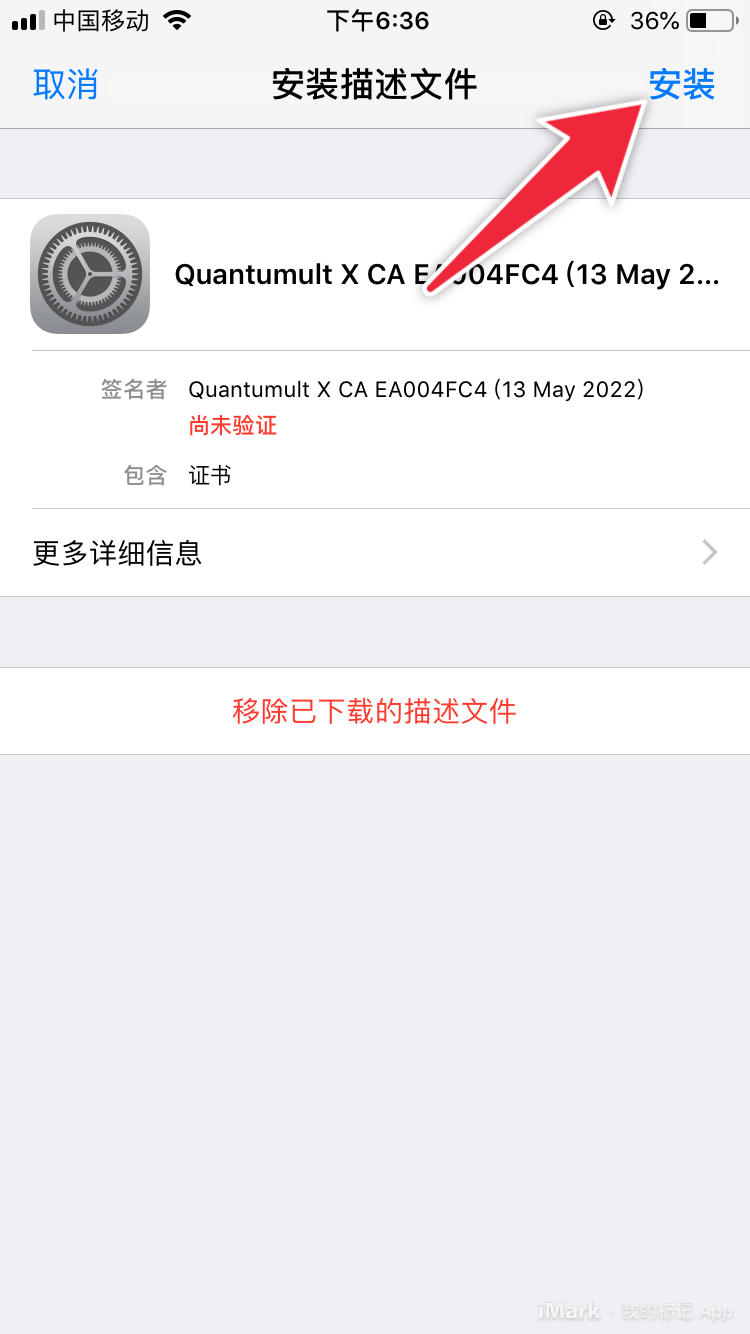 中国移动 下午6:36 36%
取消 安装描述文件 安装
Quantumult X CA EA004FC4 (13 May 2...
签名者 Quantumult X CA EA004FC4 (13 May 2022)
尚未验证
包含 证书
更多详细信息
移除已下载的描述文件
iMark · 我的标记 App